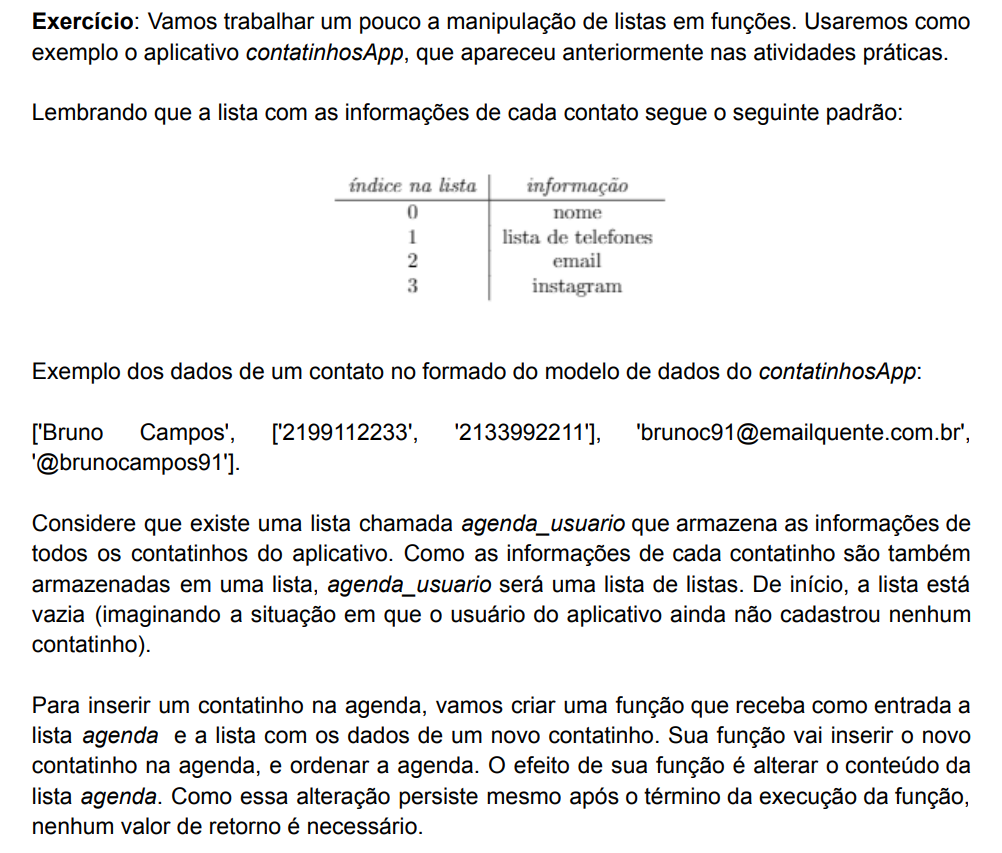 Exercício: Vamos trabalhar um pouco a manipulação de listas em funções. Usaremos como
exemplo o aplicativo contatinhosApp, que apareceu anteriormente nas atividades práticas.
Lembrando que a lista com as informações de cada contato segue o seguinte padrão:
índice na lista informação
0 nome
1 lista de telefones
2 email
3 instagram
Exemplo dos dados de um contato no formado do modelo de dados do contatinhosApp:
['Bruno Campos', ['2199112233', '2133992211'], 'brunoc91@emailquente.com.br',
'@brunocampos91'].
Considere que existe uma lista chamada agenda_usuario que armazena as informações de
todos os contatinhos do aplicativo. Como as informações de cada contatinho são também
armazenadas em uma lista, agenda_usuario será uma lista de listas. De início, a lista está
vazia (imaginando a situação em que o usuário do aplicativo ainda não cadastrou nenhum
contatinho).
Para inserir um contatinho na agenda, vamos criar uma função que receba como entrada a
lista agenda e a lista com os dados de um novo contatinho. Sua função vai inserir o novo
contatinho na agenda, e ordenar a agenda. O efeito de sua função é alterar o conteúdo da
lista agenda. Como essa alteração persiste mesmo após o término da execução da função,
nenhum valor de retorno é necessário.